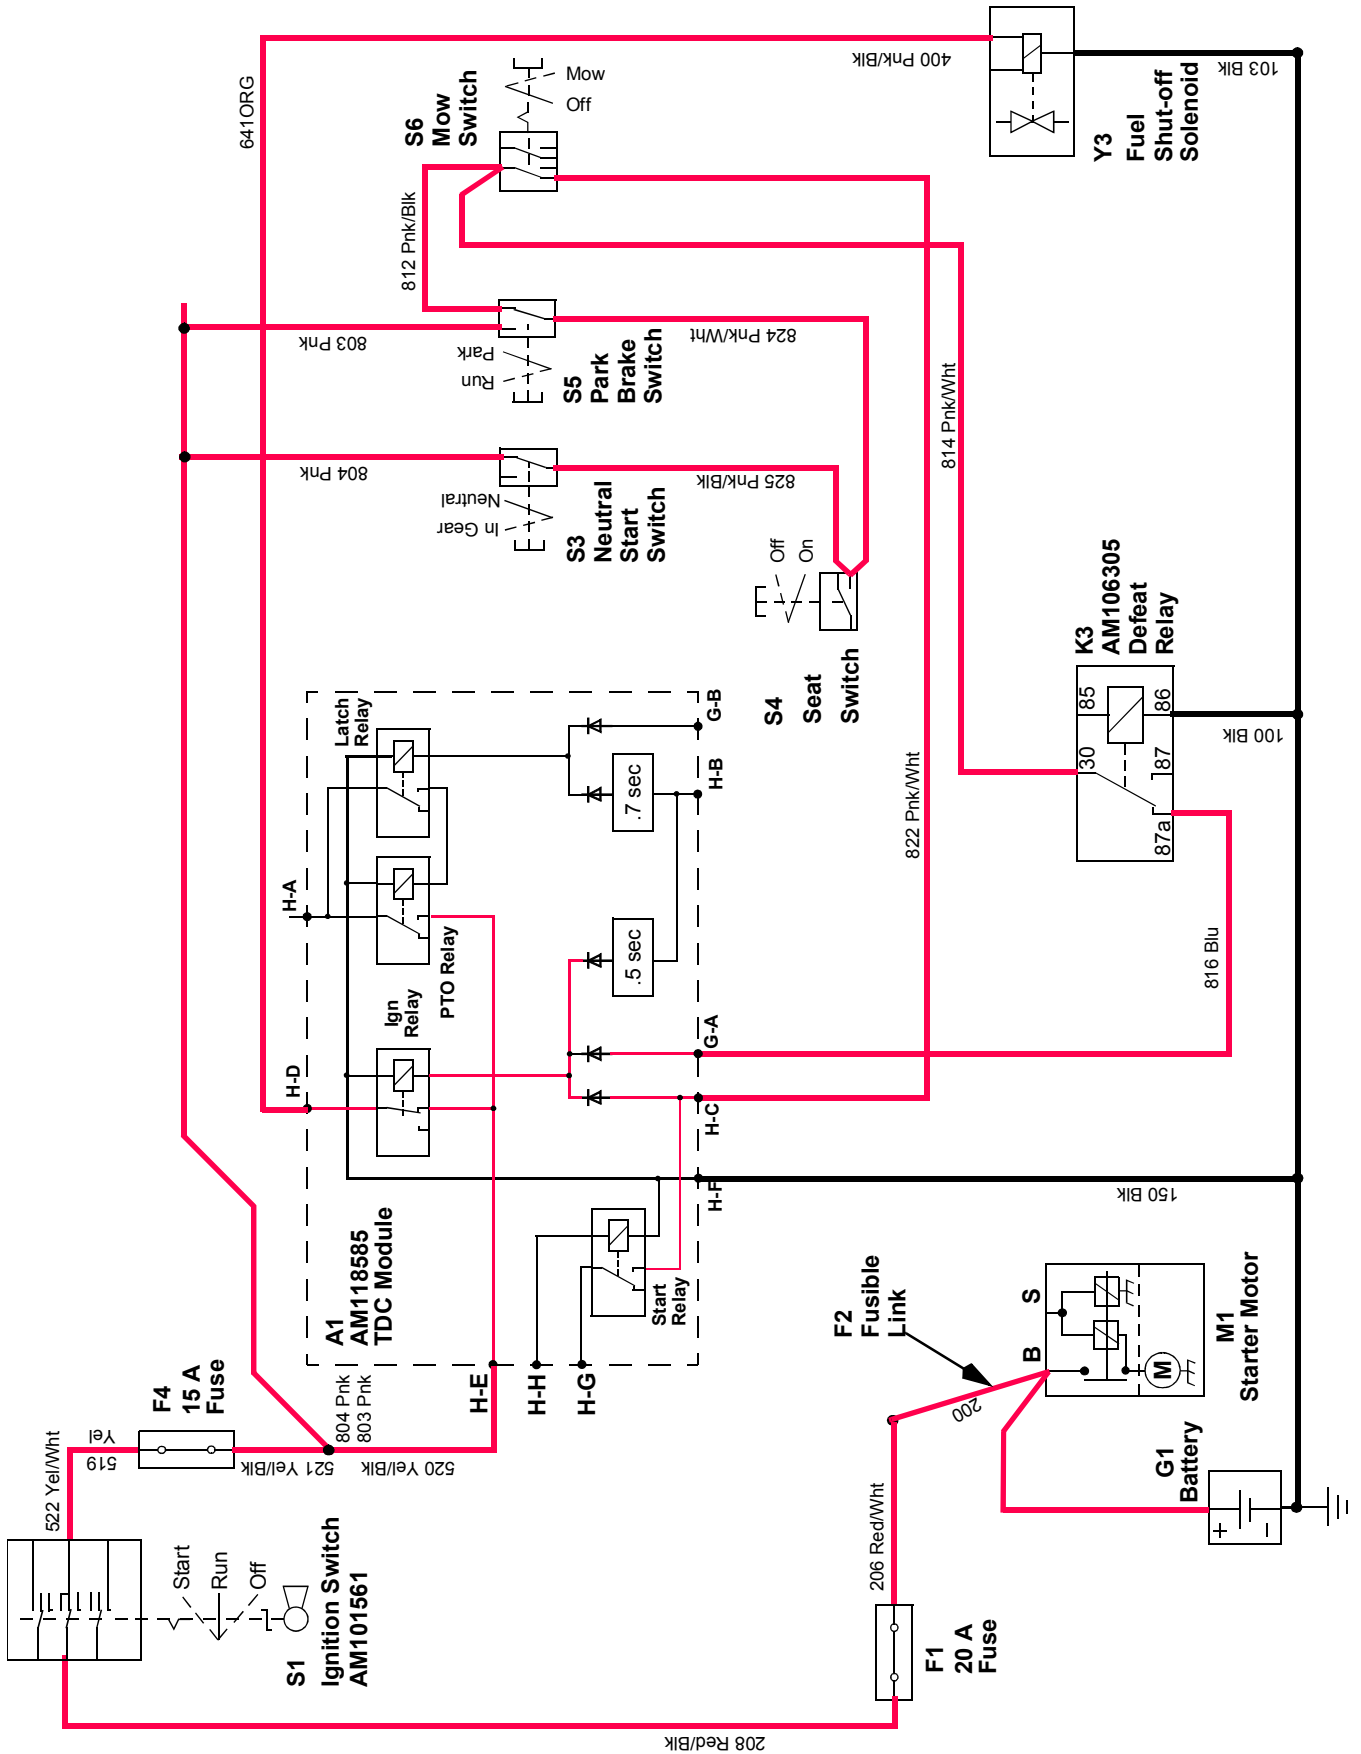 641ORG
400 Pnk/Blk
103 Blk
Mow
Off
S6
Mow
Switch
Y3
Fuel
Shut-off
Solenoid
812 Pnk/Blk
803 Pnk
Park
Run
824 Pnk/Wht
S5
Park
Brake
Switch
804 Pnk
Neutral
In Gear
825 Pnk/Blk
814 Pnk/Wht
S3
Neutral
Start
Switch
Off
On
S4
Seat
Switch
K3
AM106305
Defeat
Relay
85
86
30
87
87a
100 Blk
Latch
Relay
G-B
H-B
.7 sec
822 Pnk/Wht
H-A
PTO Relay
.5 sec
816 Blu
Ign
Relay
H-D
G-A
H-C
H-F
150 Blk
A1
AM118585
TDC Module
Start
Relay
H-E
H-H
H-G
F2
Fusible
Link
S
B
M
M1
Starter Motor
F4
15 A
Fuse
804 Pnk
803 Pnk
522 Yel/Wht
519
Yel
521 Yel/Blk
520 Yel/Blk
200
G1
Battery
+
-
Start
Run
Off
S1
Ignition Switch
AM101561
206 Red/Wht
F1
20 A
Fuse
208 Red/Blk